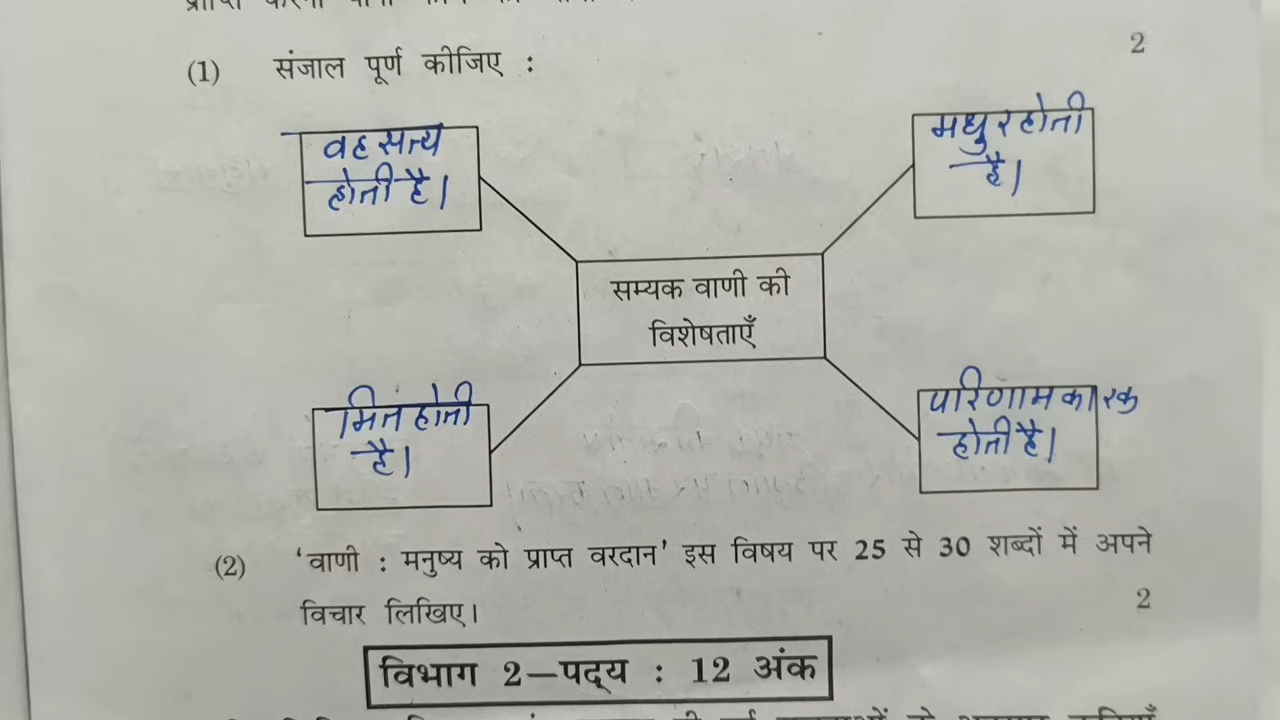 (1) संजाल पूर्ण कीजिए : 2
वह सत्य
होती है।
मधुर होती
है।
सम्यक वाणी की
विशेषताएँ
मित होती
है।
परिणामकारक
होती है।
(2) 'वाणी : मनुष्य को प्राप्त वरदान' इस विषय पर 25 से 30 शब्दों में अपने
विचार लिखिए। 2
विभाग 2—पद्य : 12 अंक